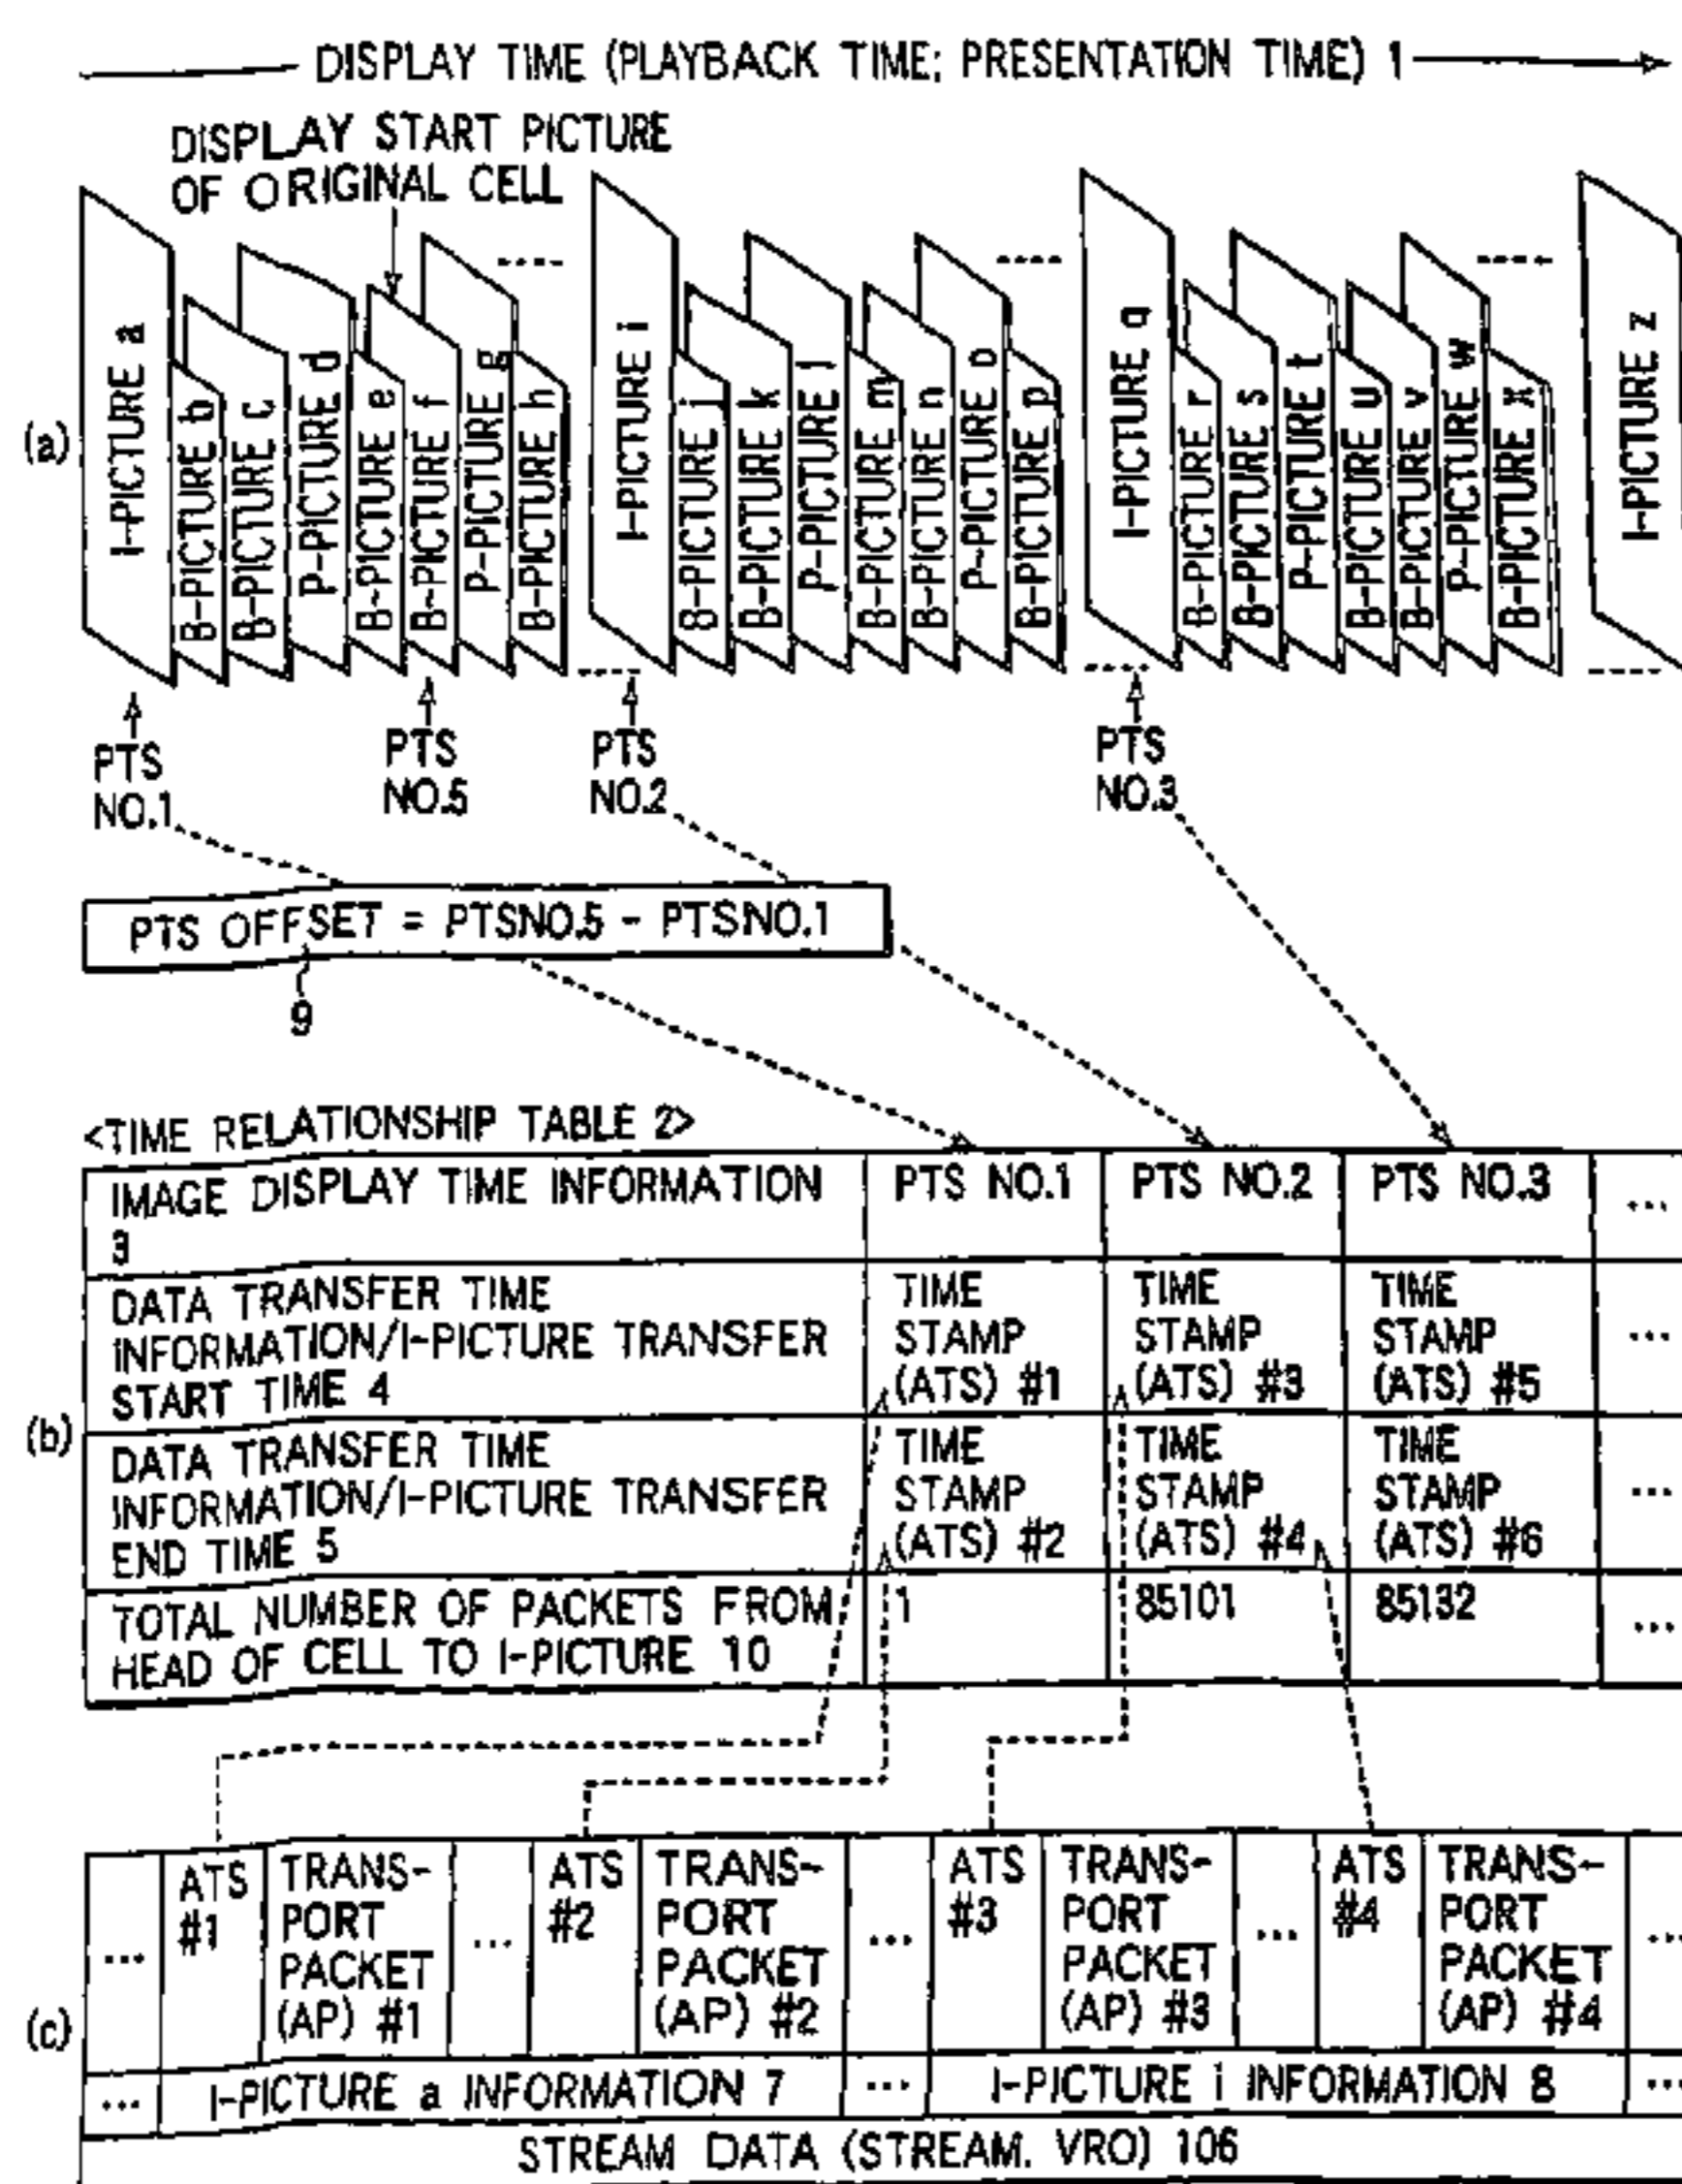 DISPLAY TIME (PLAYBACK TIME; PRESENTATION TIME) 1
DISPLAY START PICTURE
OF ORIGINAL CELL
(a)
I-PICTURE a
B-PICTURE b
B-PICTURE c
P-PICTURE d
B-PICTURE e
B-PICTURE f
P-PICTURE g
B-PICTURE h
I-PICTURE i
B-PICTURE j
B-PICTURE k
P-PICTURE l
B-PICTURE m
B-PICTURE n
P-PICTURE o
B-PICTURE p
I-PICTURE q
B-PICTURE r
B-PICTURE s
P-PICTURE t
B-PICTURE u
B-PICTURE v
P-PICTURE w
B-PICTURE x
I-PICTURE z
PTS
NO.1
PTS
NO.5
PTS
NO.2
PTS
NO.3
PTS OFFSET = PTSNO.5 - PTSNO.1
9
<TIME RELATIONSHIP TABLE 2>
(b)
IMAGE DISPLAY TIME INFORMATION
3
PTS NO.1
PTS NO.2
PTS NO.3
...
DATA TRANSFER TIME
INFORMATION/I-PICTURE TRANSFER
START TIME 4
TIME
STAMP
(ATS) #1
TIME
STAMP
(ATS) #3
TIME
STAMP
(ATS) #5
...
DATA TRANSFER TIME
INFORMATION/I-PICTURE TRANSFER
END TIME 5
TIME
STAMP
(ATS) #2
TIME
STAMP
(ATS) #4
TIME
STAMP
(ATS) #6
...
TOTAL NUMBER OF PACKETS FROM
HEAD OF CELL TO I-PICTURE 10
1
85101
85132
...
(c)
...
ATS
#1
TRANS-
PORT
PACKET
(AP) #1
...
ATS
#2
TRANS-
PORT
PACKET
(AP) #2
...
ATS
#3
TRANS-
PORT
PACKET
(AP) #3
...
ATS
#4
TRANS-
PORT
PACKET
(AP) #4
...
...
I-PICTURE a INFORMATION 7
...
I-PICTURE i INFORMATION 8
...
STREAM DATA (STREAM. VRO) 106